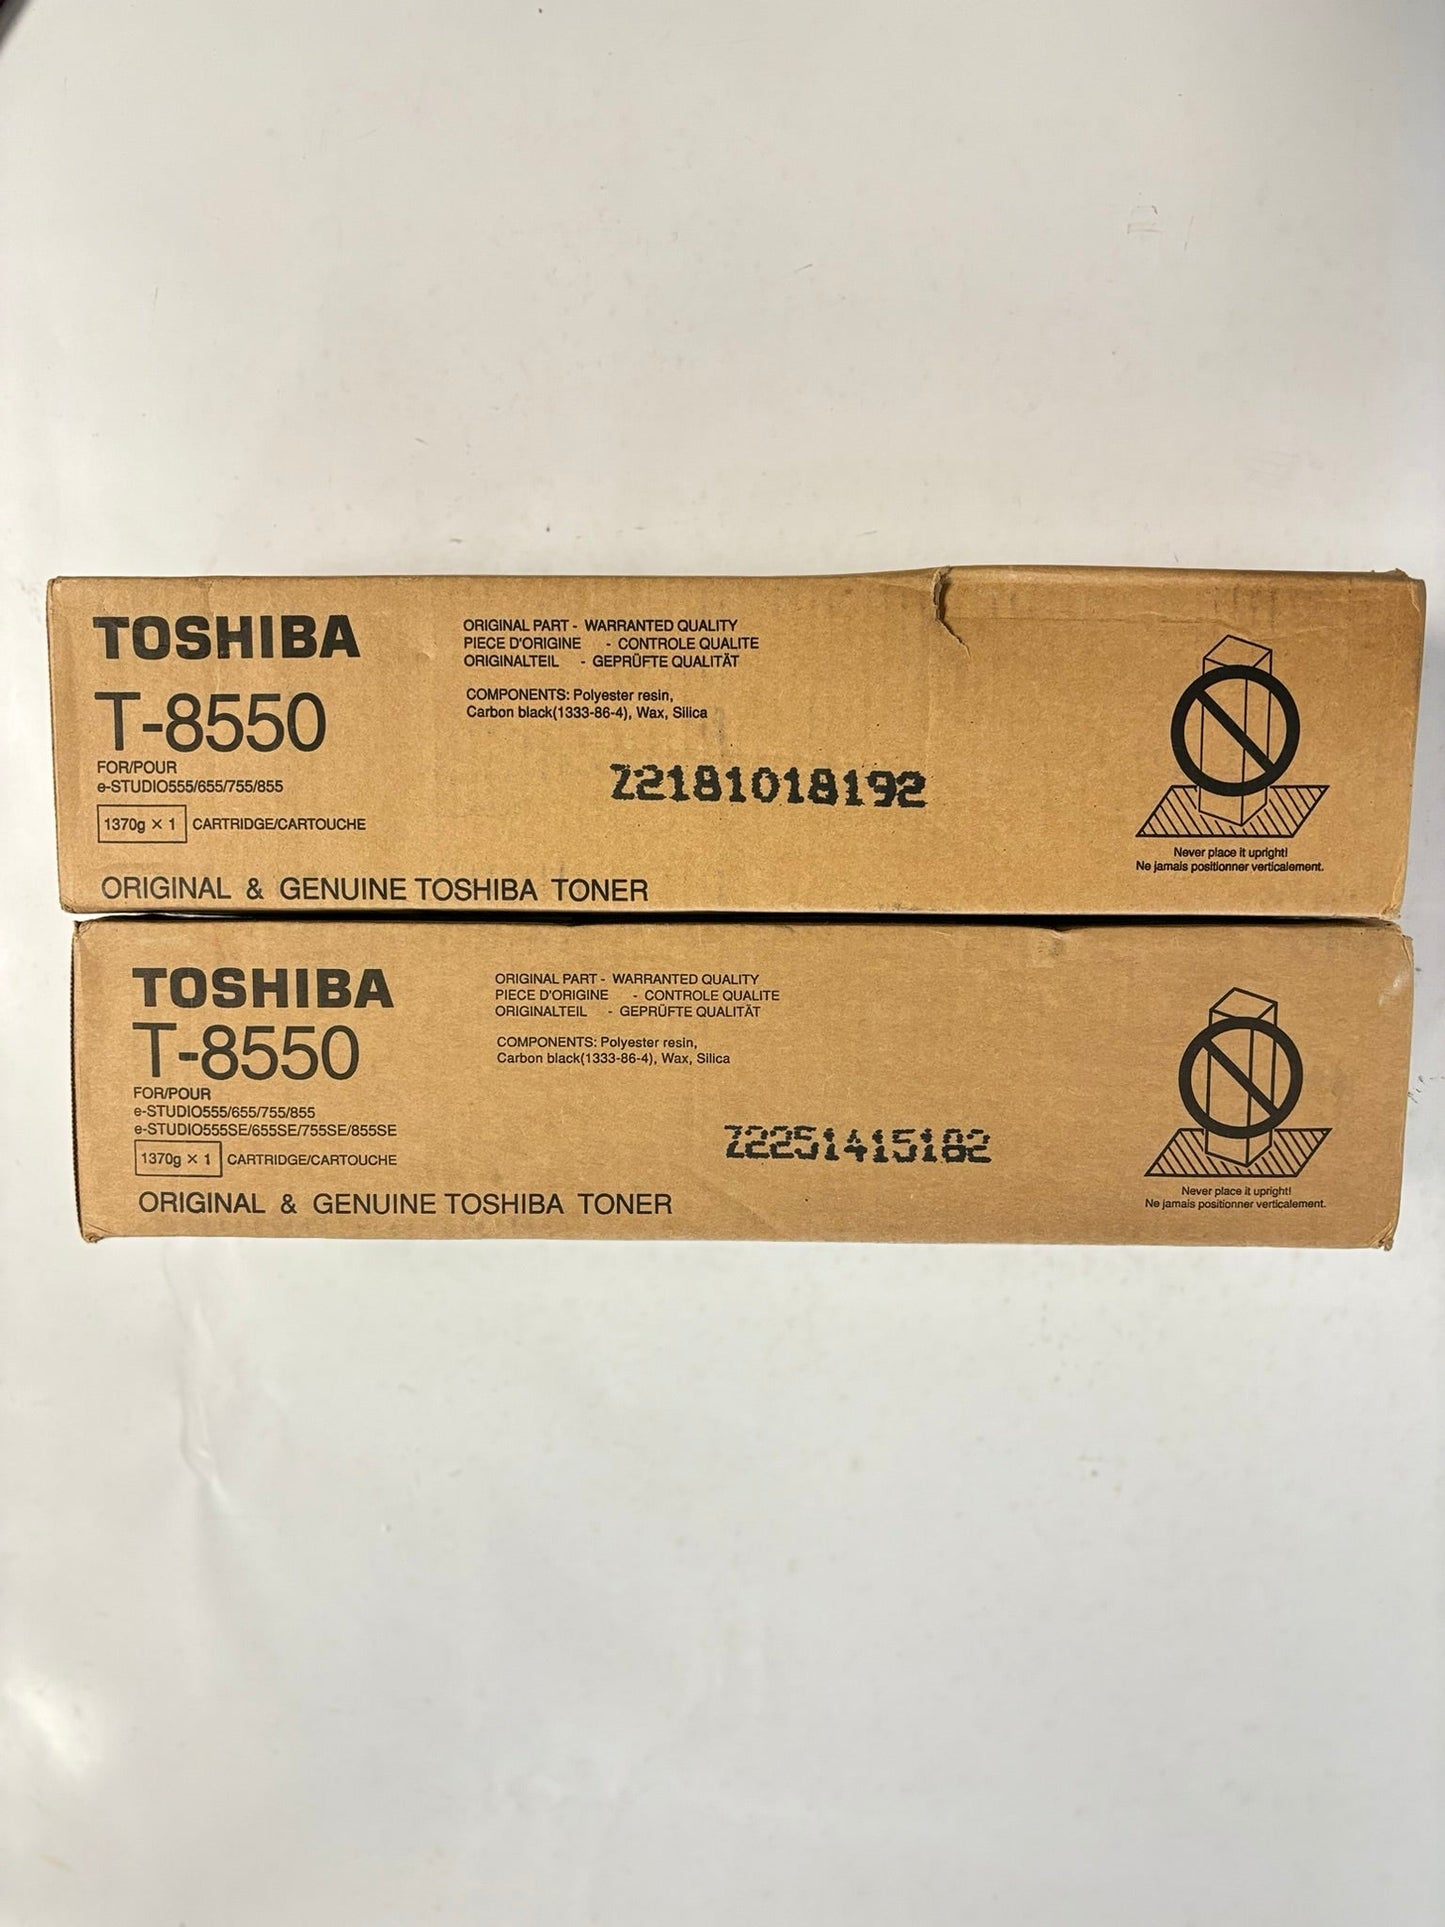 TOSHIBA
T-8550
FOR/POUR
e-STUDIO555/655/755/855
1370g × 1 CARTRIDGE/CARTOUCHE
ORIGINAL & GENUINE TOSHIBA TONER
ORIGINAL PART - WARRANTED QUALITY
PIECE D'ORIGINE - CONTROLE QUALITE
ORIGINALTEIL - GEPRÜFTE QUALITÄT
COMPONENTS: Polyester resin,
Carbon black(1333-86-4), Wax, Silica
Z2181018192
Never place it upright!
Ne jamais positionner verticalement.
TOSHIBA
T-8550
FOR/POUR
e-STUDIO555/655/755/855
e-STUDIO555SE/655SE/755SE/855SE
1370g × 1 CARTRIDGE/CARTOUCHE
ORIGINAL & GENUINE TOSHIBA TONER
ORIGINAL PART - WARRANTED QUALITY
PIECE D'ORIGINE - CONTROLE QUALITE
ORIGINALTEIL - GEPRÜFTE QUALITÄT
COMPONENTS: Polyester resin,
Carbon black(1333-86-4), Wax, Silica
Z2251415182
Never place it upright!
Ne jamais positionner verticalement.